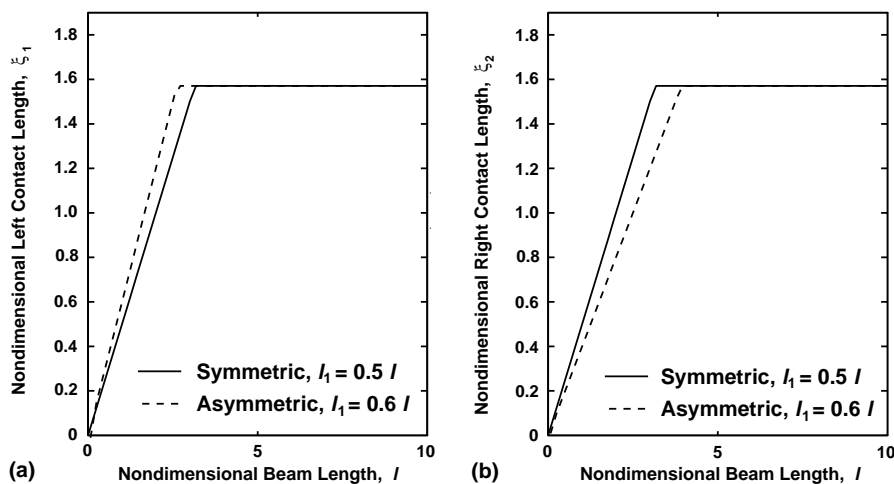 Nondimensional Left Contact Length, ξ₁
1.8
1.6
1.4
1.2
1.0
0.8
0.6
0.4
0.2
0
0
5
10
Symmetric, l₁ = 0.5 l
Asymmetric, l₁ = 0.6 l
(a)
Nondimensional Beam Length, l
Nondimensional Right Contact Length, ξ₂
1.8
1.6
1.4
1.2
1.0
0.8
0.6
0.4
0.2
0
0
5
10
Symmetric, l₁ = 0.5 l
Asymmetric, l₁ = 0.6 l
(b)
Nondimensional Beam Length, l